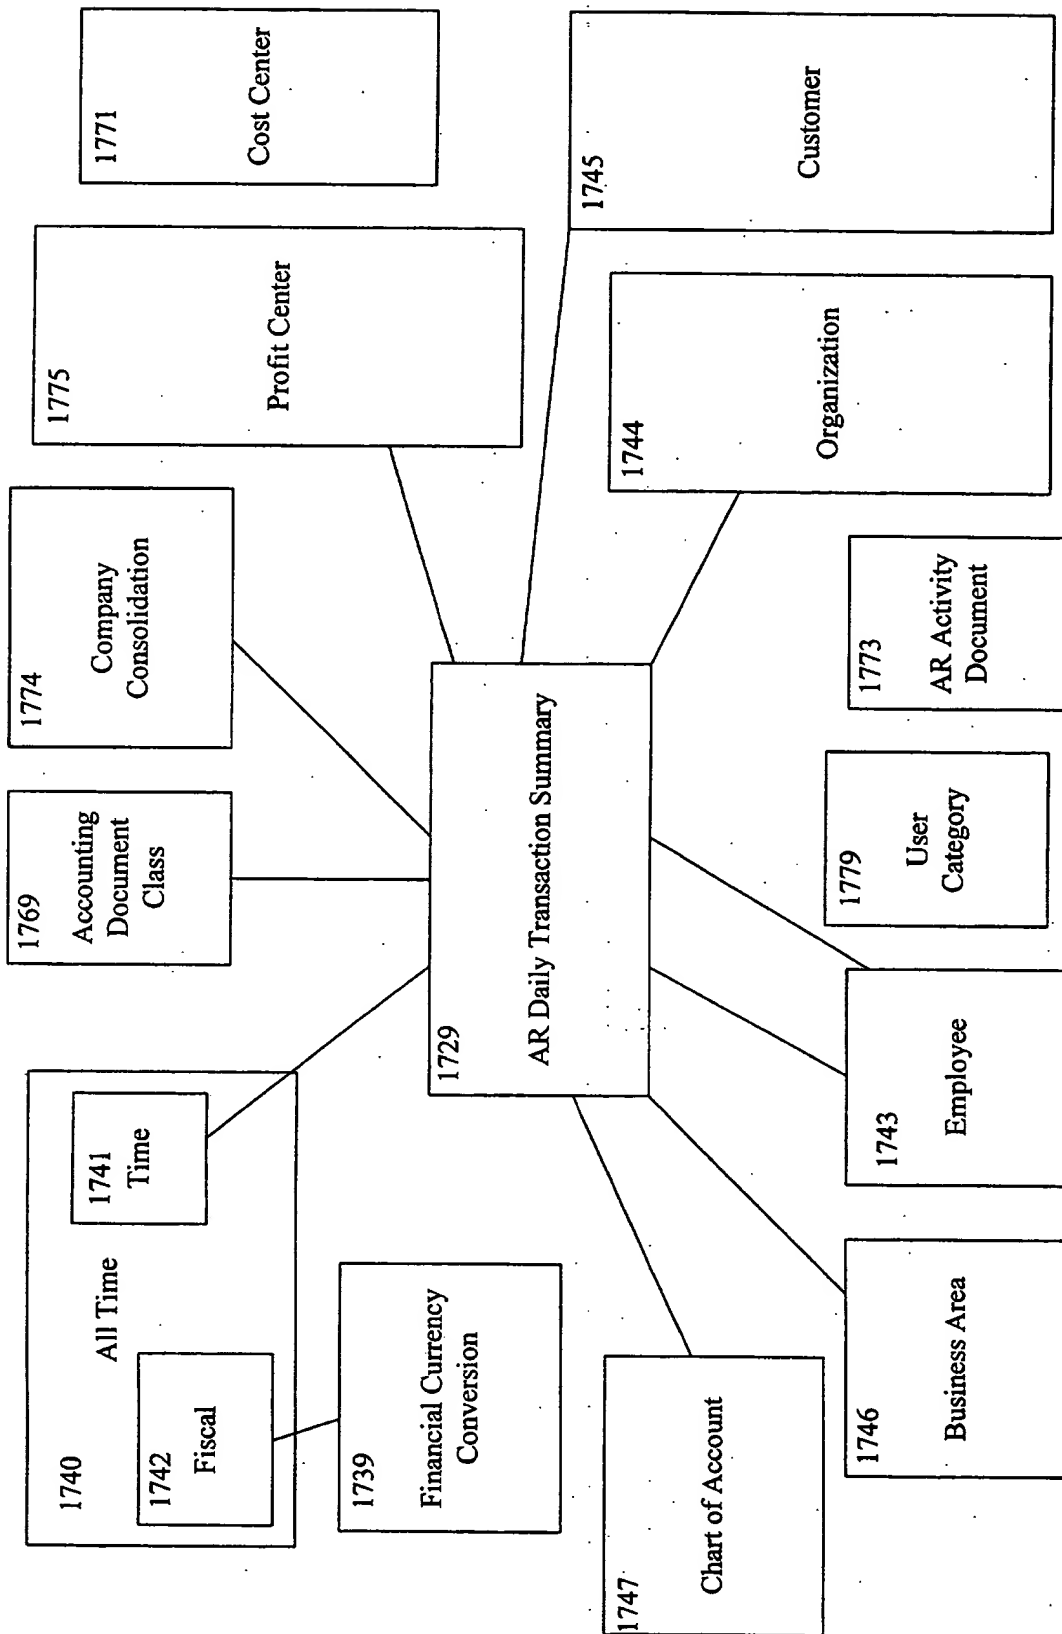 1740
All Time
1741
Time
1742
Fiscal
1769
Accounting
Document
Class
1774
Company
Consolidation
1775
Profit Center
1771
Cost Center
1739
Financial Currency
Conversion
1729
AR Daily Transaction Summary
1745
Customer
1747
Chart of Account
1746
Business Area
1743
Employee
1779
User
Category
1773
AR Activity
Document
1744
Organization